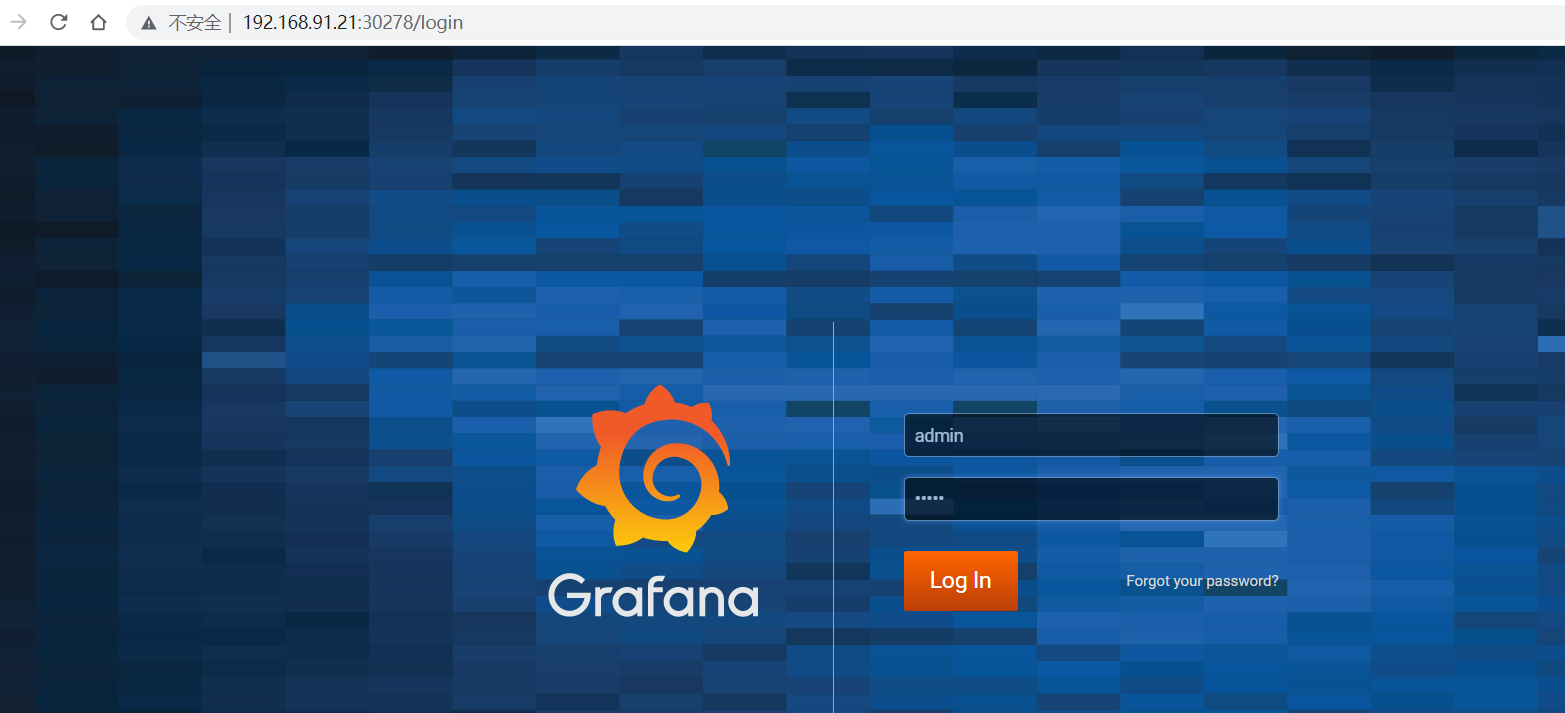 不安全 | 192.168.91.21:30278/login
admin
•••••
Log In
Forgot your password?
Grafana